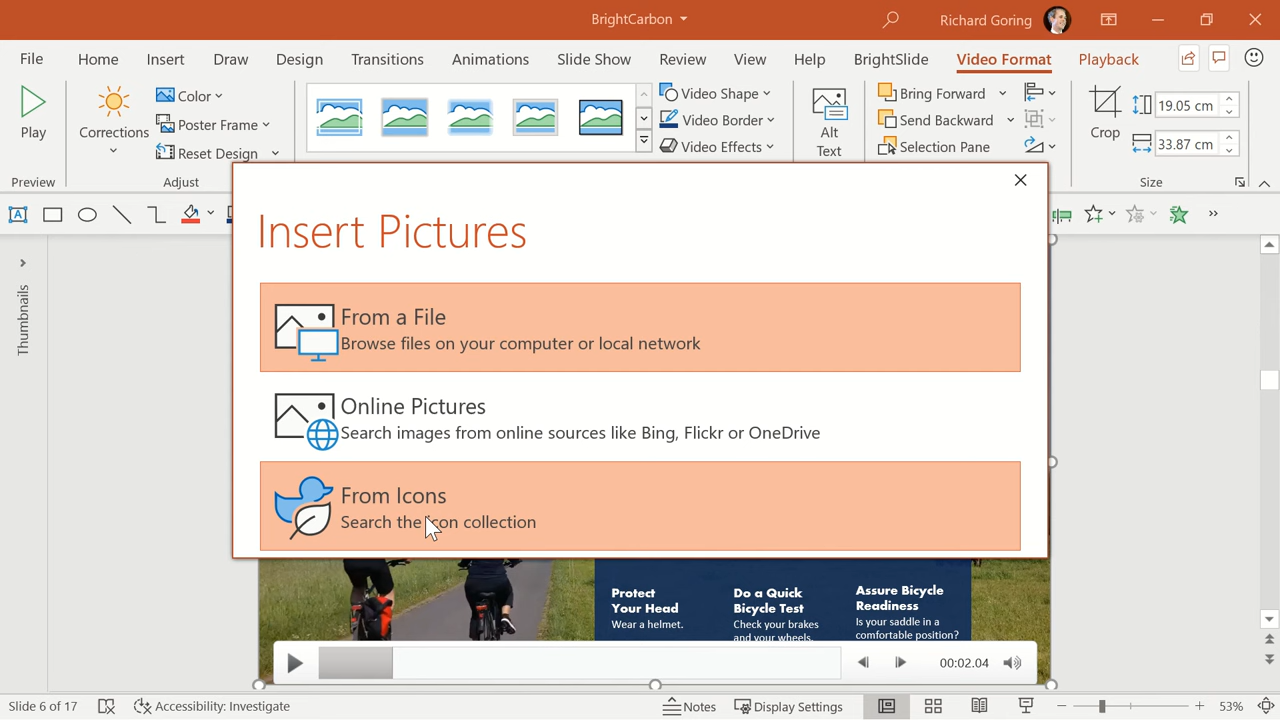 BrightCarbon
Richard Goring
File Home Insert Draw Design Transitions Animations Slide Show Review View Help BrightSlide Video Format Playback
Play
Preview
Corrections
Color
Poster Frame
Reset Design
Adjust
Video Shape
Video Border
Video Effects
Alt
Text
Bring Forward
Send Backward
Selection Pane
Crop
19.05 cm
33.87 cm
Size
A
Thumbnails
Insert Pictures
From a File
Browse files on your computer or local network
Online Pictures
Search images from online sources like Bing, Flickr or OneDrive
From Icons
Search the icon collection
Protect
Your Head
Wear a helmet.
Do a Quick
Bicycle Test
Check your brakes
and your wheels.
Assure Bicycle
Readiness
Is your saddle in a
comfortable position?
00:02.04
Slide 6 of 17 Accessibility: Investigate Notes Display Settings 53%